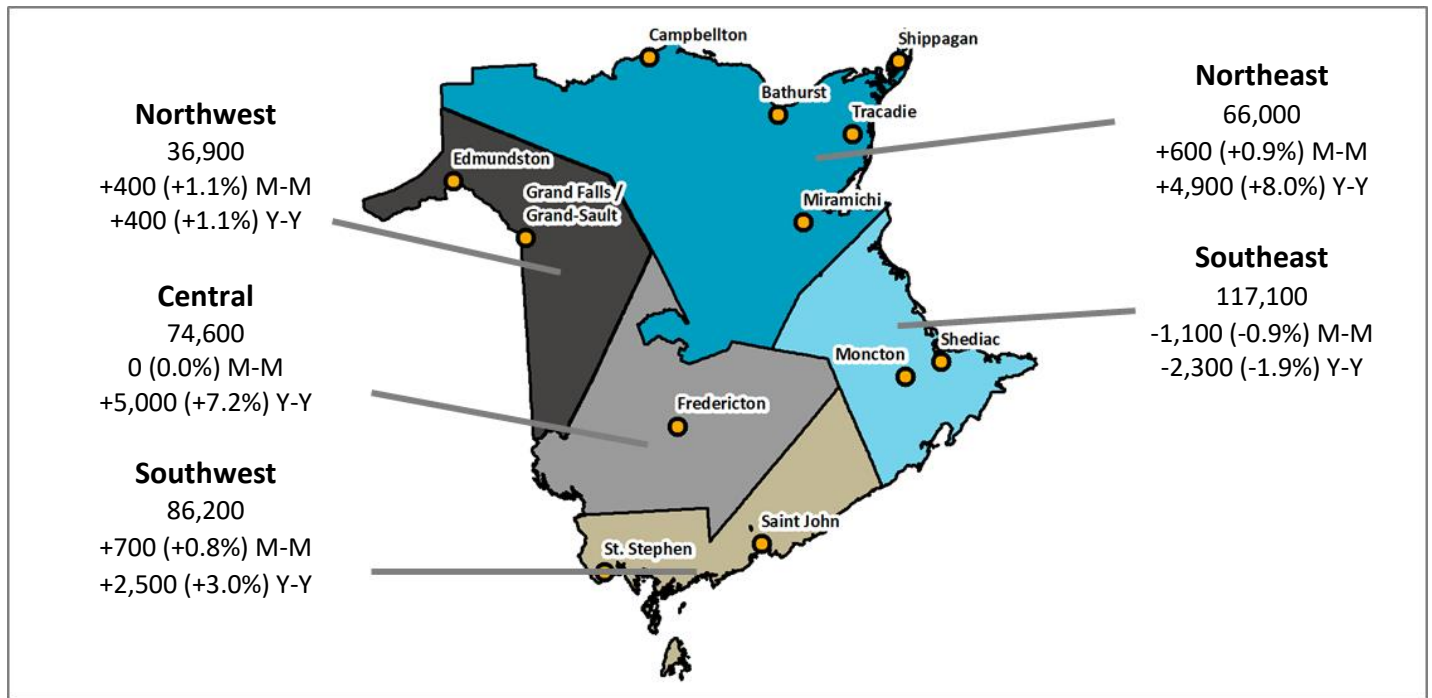 Northwest
36,900
+400 (+1.1%) M-M
+400 (+1.1%) Y-Y
Central
74,600
0 (0.0%) M-M
+5,000 (+7.2%) Y-Y
Southwest
86,200
+700 (+0.8%) M-M
+2,500 (+3.0%) Y-Y
Campbellton
Shippagan
Bathurst
Tracadie
Edmundston
Grand Falls /
Grand-Sault
Miramichi
Moncton
Shediac
Fredericton
Saint John
St. Stephen
Northeast
66,000
+600 (+0.9%) M-M
+4,900 (+8.0%) Y-Y
Southeast
117,100
-1,100 (-0.9%) M-M
-2,300 (-1.9%) Y-Y